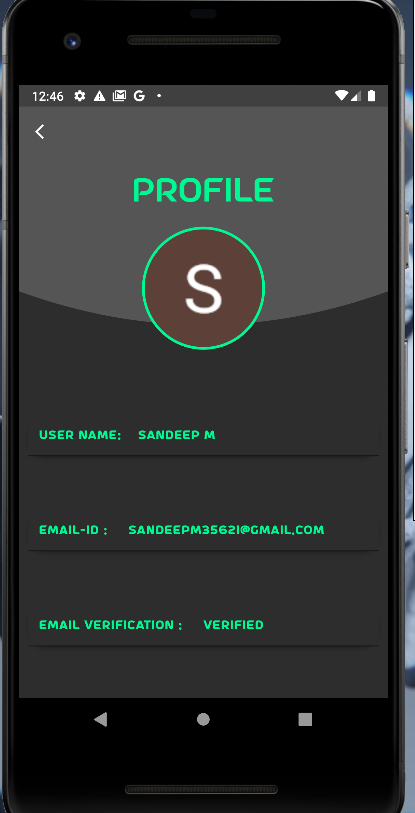 12:46 G
PROFILE
S
USER NAME: SANDEEP M
EMAIL-ID : SANDEEPM35621@GMAIL.COM
EMAIL VERIFICATION : VERIFIED